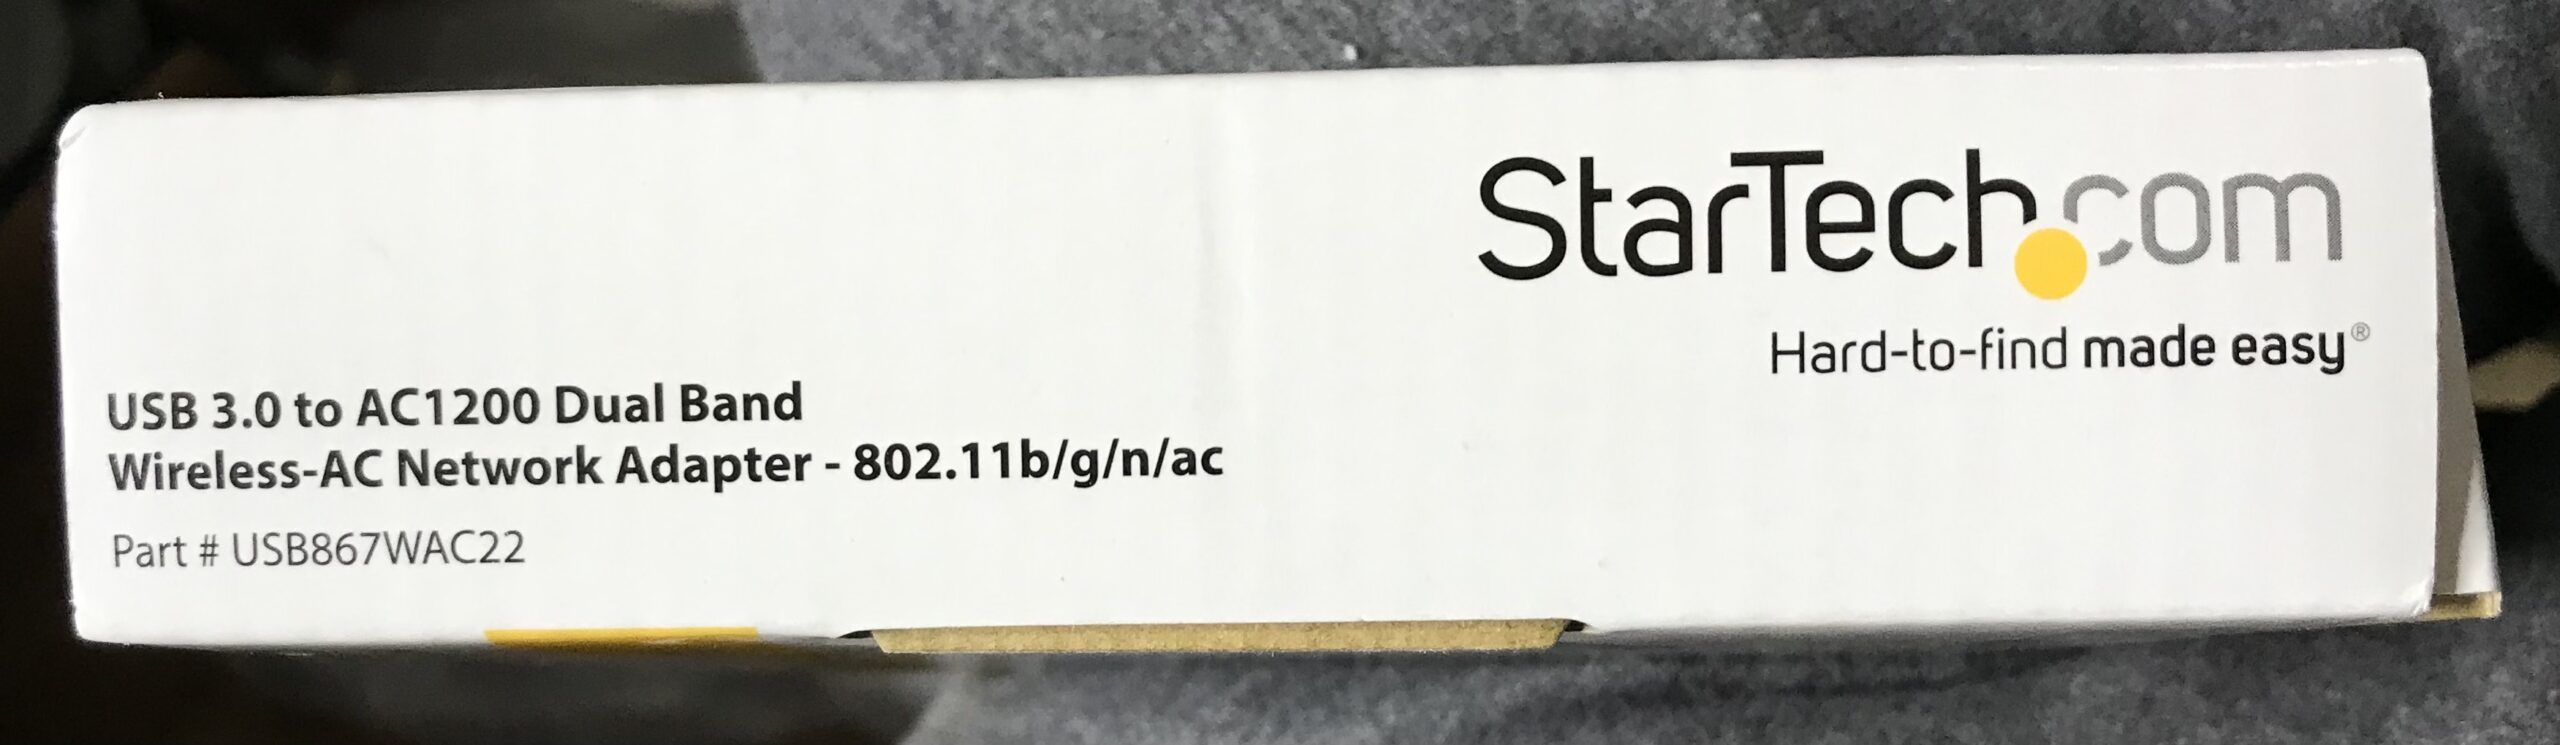 StarTech.com
Hard-to-find made easy®
USB 3.0 to AC1200 Dual Band
Wireless-AC Network Adapter - 802.11b/g/n/ac
Part # USB867WAC22